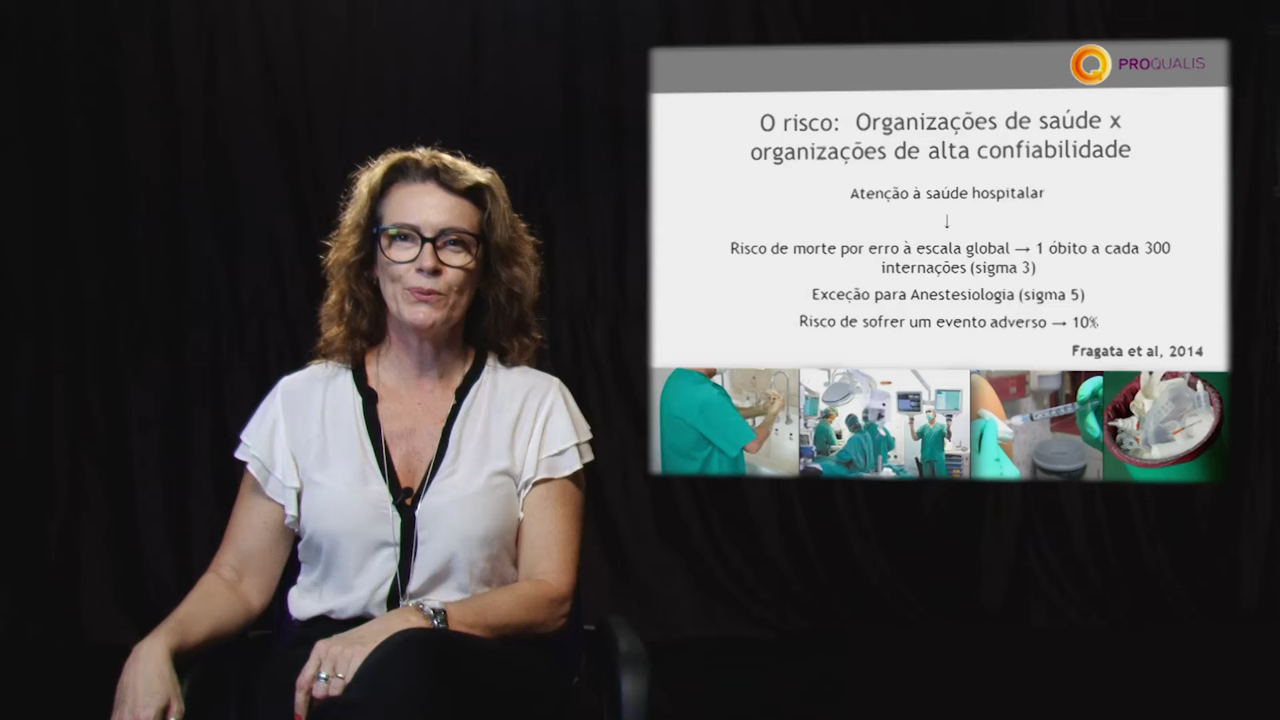 PROQUALIS
O risco: Organizações de saúde x
organizações de alta confiabilidade
Atenção à saúde hospitalar
↓
Risco de morte por erro à escala global → 1 óbito a cada 300
internações (sigma 3)
Exceção para Anestesiologia (sigma 5)
Risco de sofrer um evento adverso → 10%
Fragata et al, 2014